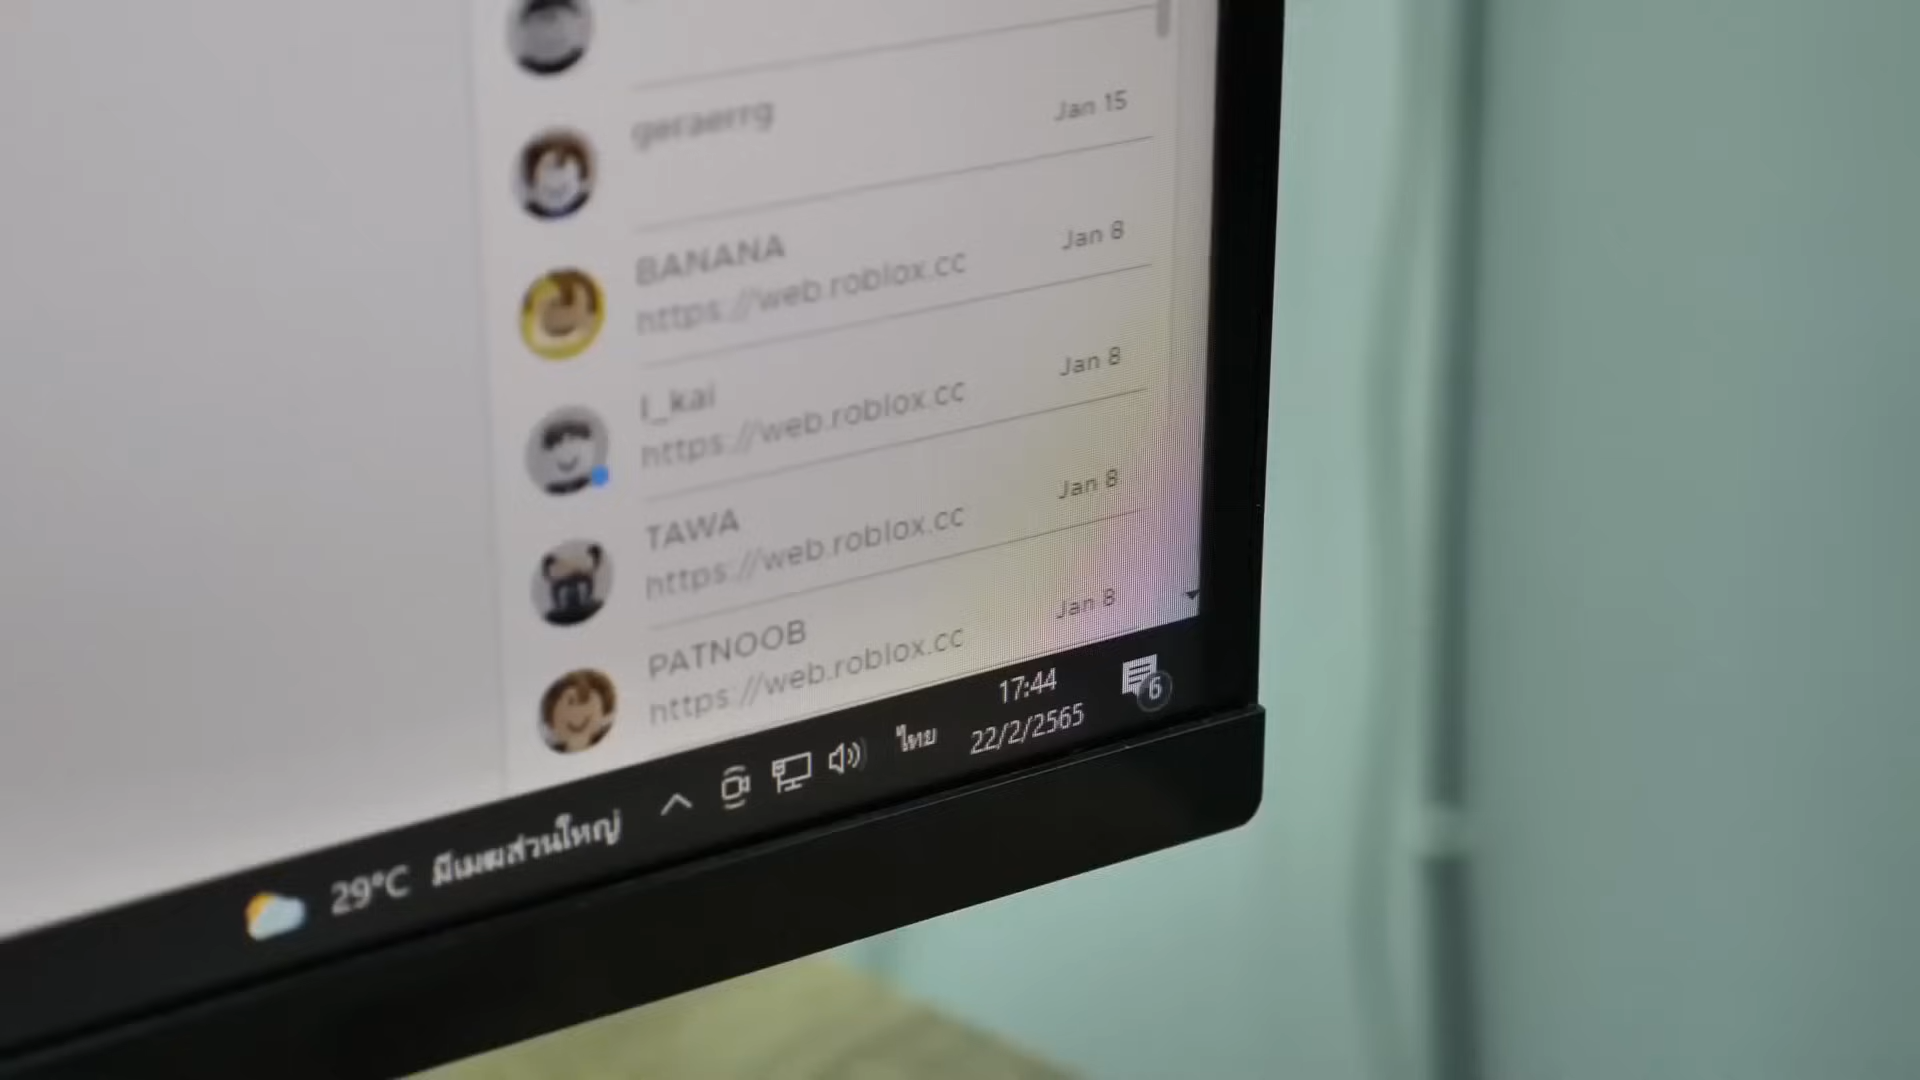 geraerrg
Jan 15
BANANA
Jan 8
https://web.roblox.cc
I_kai
Jan 8
https://web.roblox.cc
TAWA
Jan 8
https://web.roblox.cc
PATNOOB
Jan 8
https://web.roblox.cc
29°C มีเมฆส่วนใหญ่
ไทย
17:44
22/2/2565
6